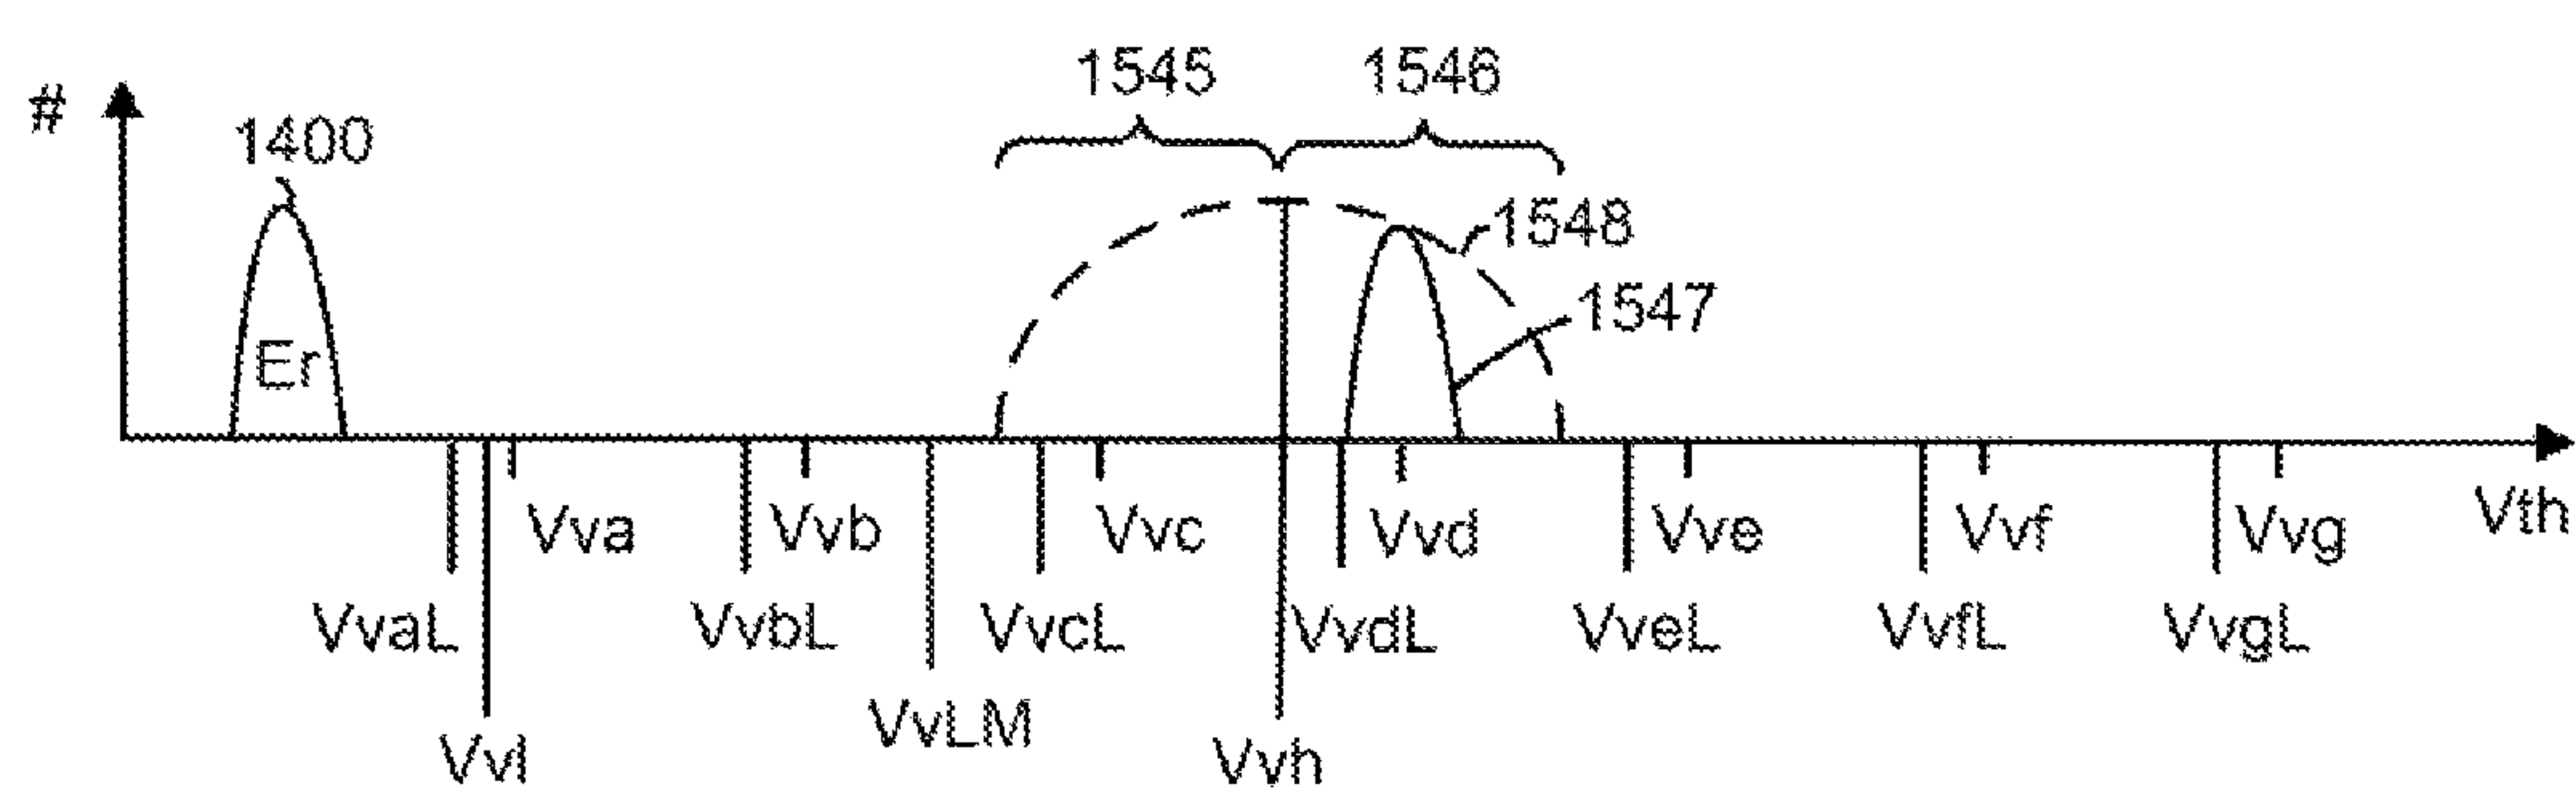 1545 1546
#
1400
1548
1547
Er
Vva Vvb Vvc Vvd Vve Vvf Vvg Vth
VvaL VvbL VvcL VvdL VveL VvfL VvgL
VvLM
Vvl Vvh